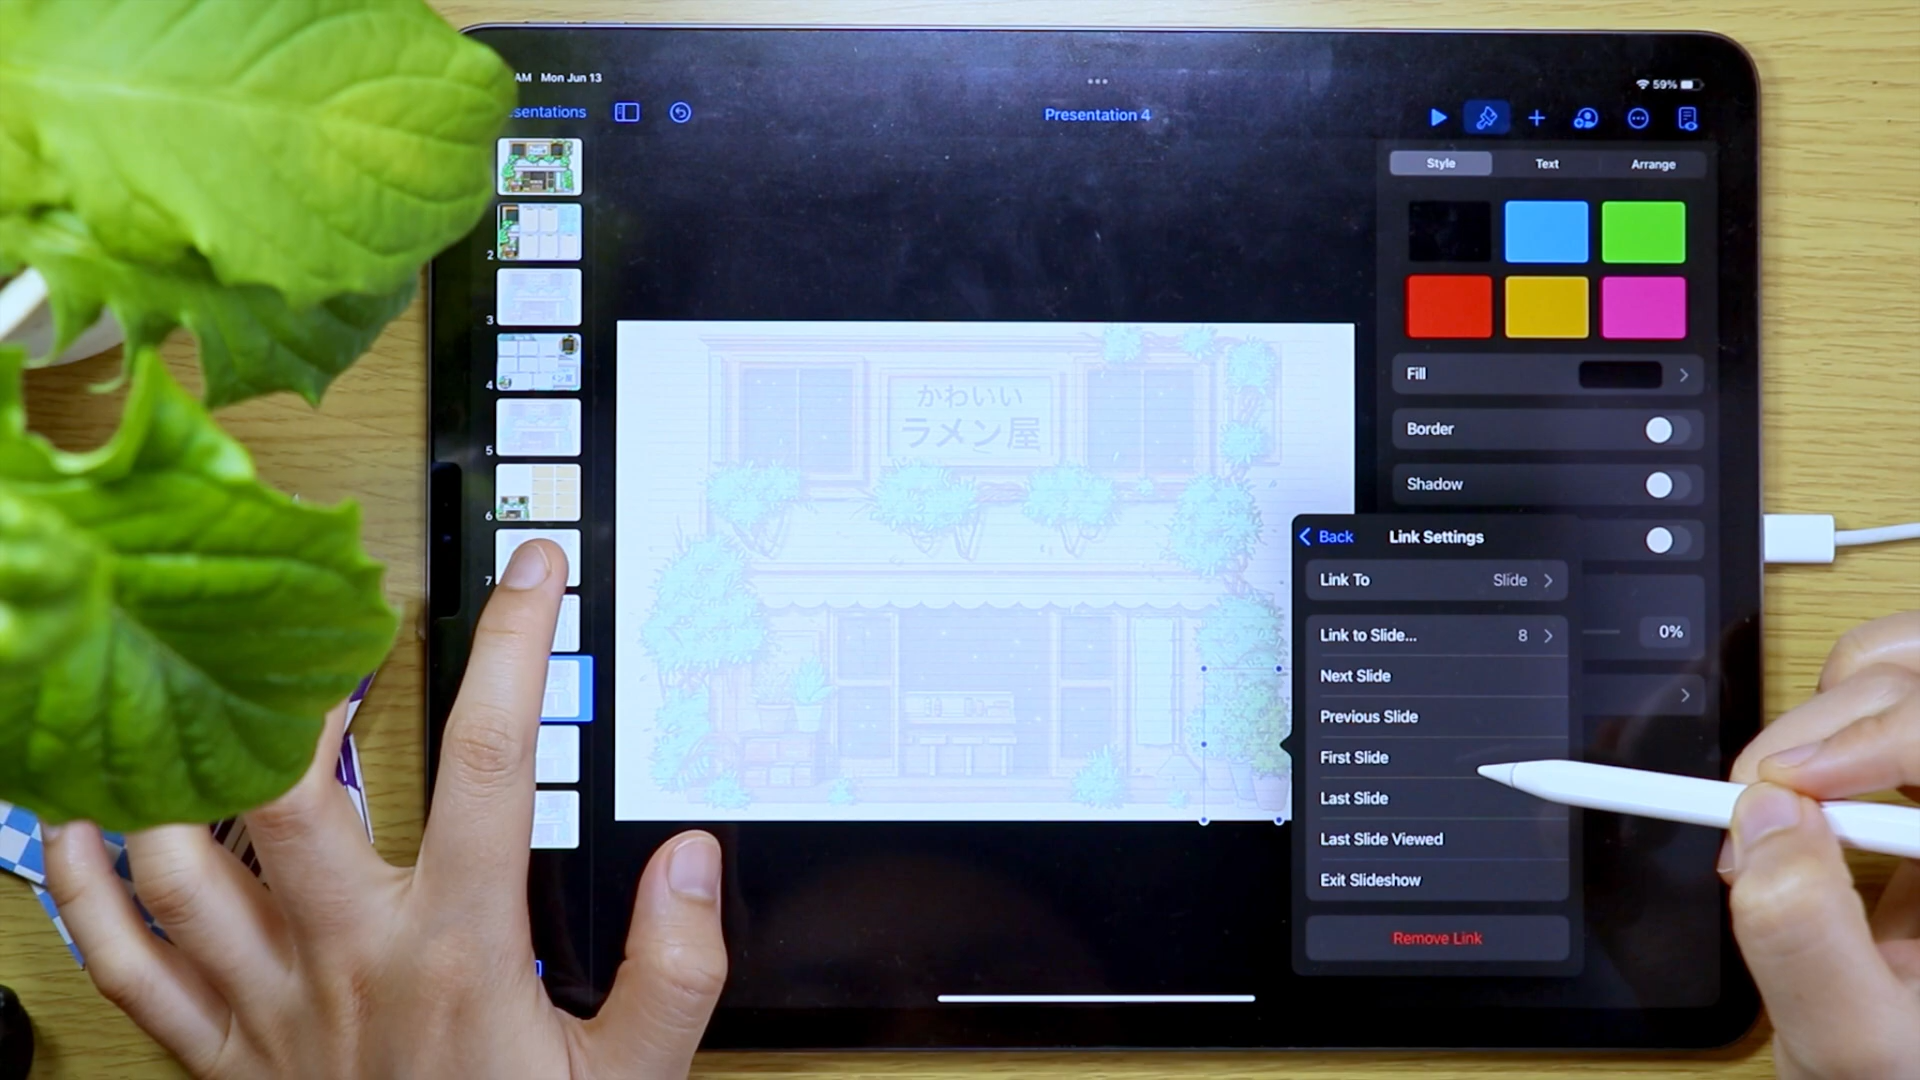 AM Mon Jun 13
59%
sentations
Presentation 4
Style
Text
Arrange
2
3
4
5
6
7
かわいい
ラメン屋
Fill
Border
Shadow
0%
Back
Link Settings
Link To
Slide
Link to Slide...
8
Next Slide
Previous Slide
First Slide
Last Slide
Last Slide Viewed
Exit Slideshow
Remove Link